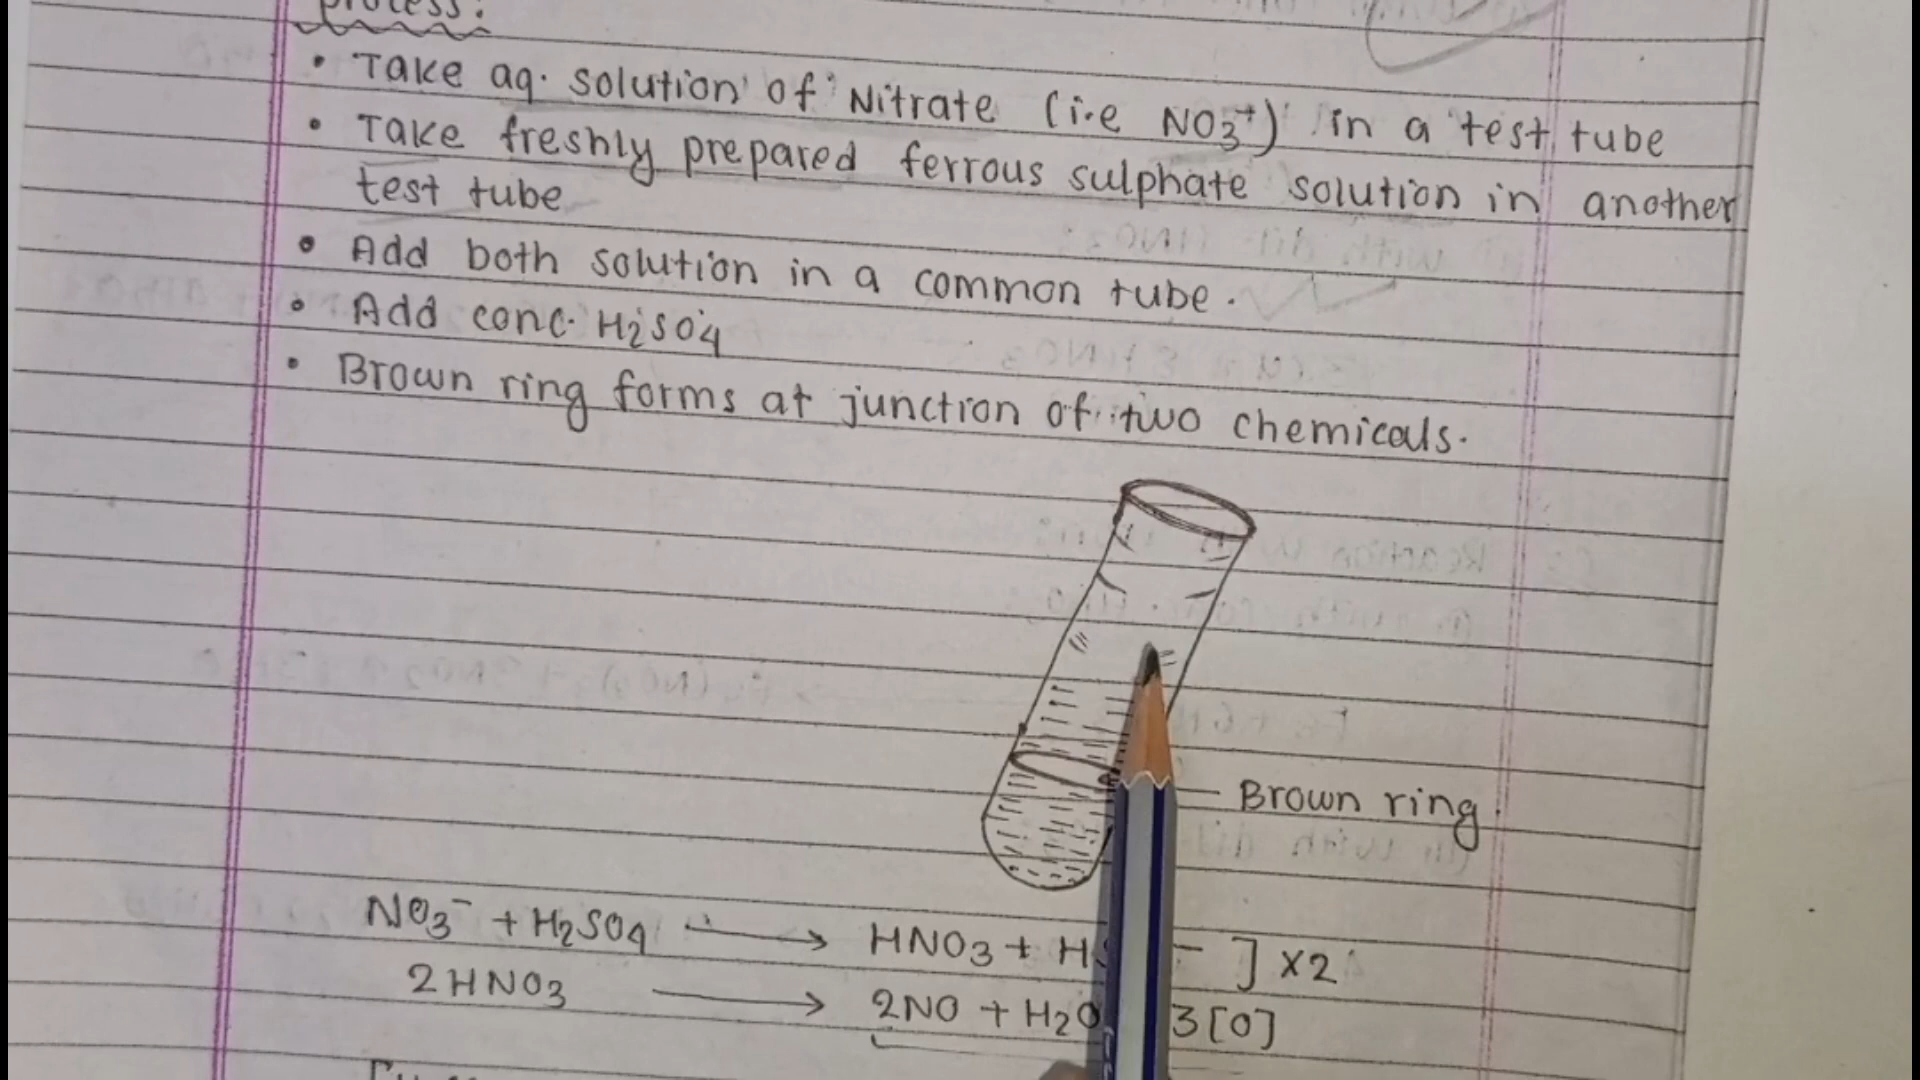 process:
• Take aq. solution of Nitrate (i.e NO3⁺) in a test tube
• Take freshly prepared ferrous sulphate solution in another
test tube
• Add both solution in a common tube.
• Add conc. H2SO4
• Brown ring forms at junction of two chemicals.
Brown ring
NO3⁻ + H2SO4 → HNO3 + H ] ×2
2HNO3 → 2NO + H2O 3[O]